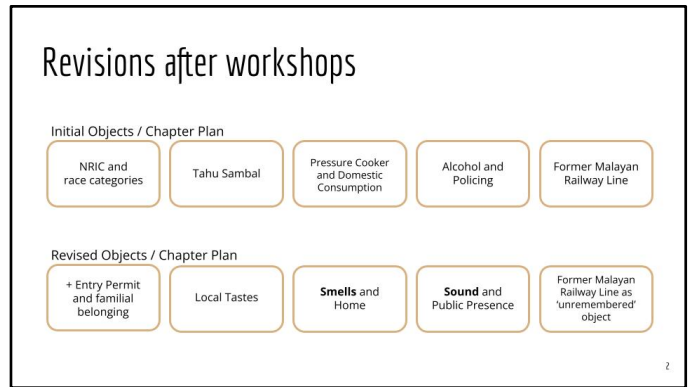 Revisions after workshops
Initial Objects / Chapter Plan
NRIC and
race categories
Tahu Sambal
Pressure Cooker
and Domestic
Consumption
Alcohol and
Policing
Former Malayan
Railway Line
Revised Objects / Chapter Plan
+ Entry Permit
and familial
belonging
Local Tastes
Smells and
Home
Sound and
Public Presence
Former Malayan
Railway Line as
‘unremembered’
object
2